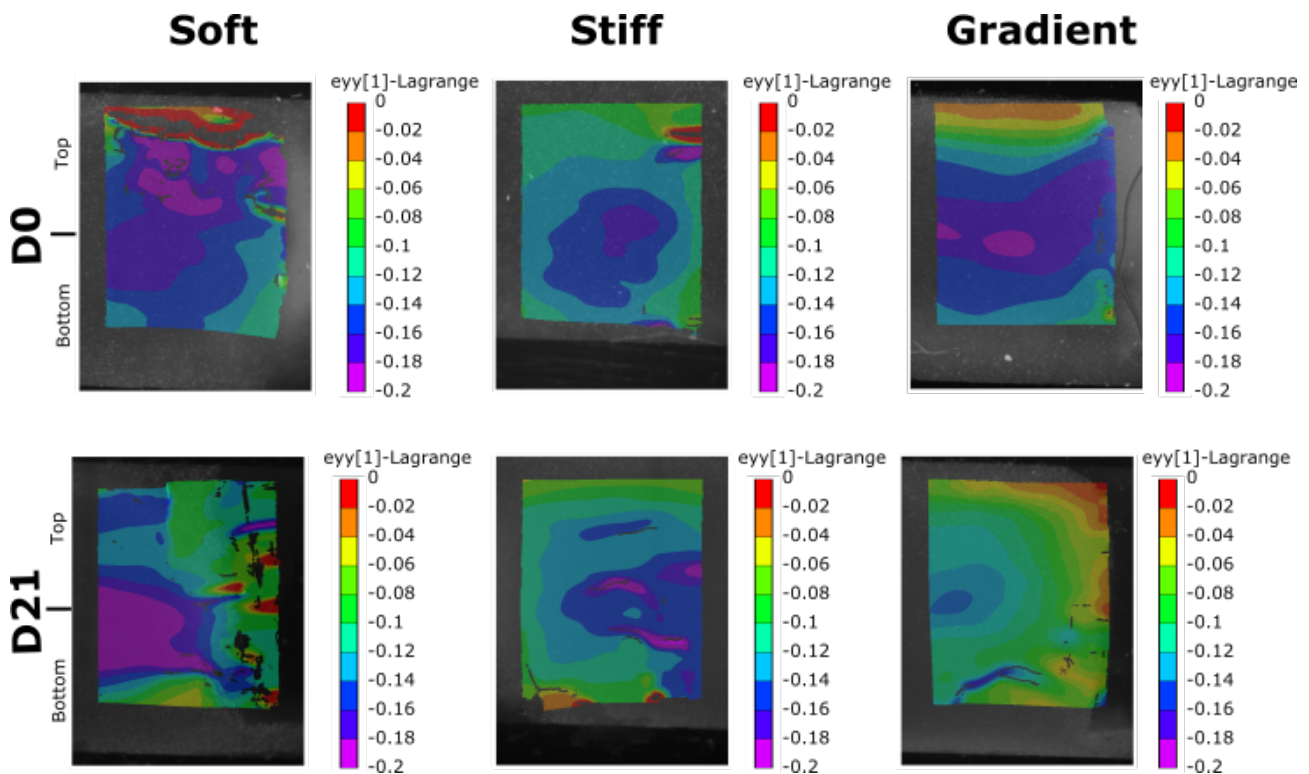 Soft Stiff Gradient
eyy[1]-Lagrange eyy[1]-Lagrange eyy[1]-Lagrange
D0
Top
Bottom
0 0 0
-0.02 -0.02 -0.02
-0.04 -0.04 -0.04
-0.06 -0.06 -0.06
-0.08 -0.08 -0.08
-0.1 -0.1 -0.1
-0.12 -0.12 -0.12
-0.14 -0.14 -0.14
-0.16 -0.16 -0.16
-0.18 -0.18 -0.18
-0.2 -0.2 -0.2
eyy[1]-Lagrange eyy[1]-Lagrange eyy[1]-Lagrange
D21
Top
Bottom
0 0 0
-0.02 -0.02 -0.02
-0.04 -0.04 -0.04
-0.06 -0.06 -0.06
-0.08 -0.08 -0.08
-0.1 -0.1 -0.1
-0.12 -0.12 -0.12
-0.14 -0.14 -0.14
-0.16 -0.16 -0.16
-0.18 -0.18 -0.18
-0.2 -0.2 -0.2